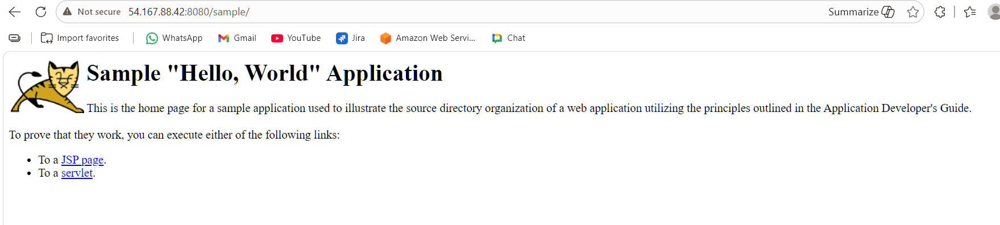 Not secure 54.167.88.42:8080/sample/ Summarize
Import favorites WhatsApp Gmail YouTube Jira Amazon Web Servi... Chat
Sample "Hello, World" Application
This is the home page for a sample application used to illustrate the source directory organization of a web application utilizing the principles outlined in the Application Developer's Guide.
To prove that they work, you can execute either of the following links:
• To a JSP page.
• To a servlet.